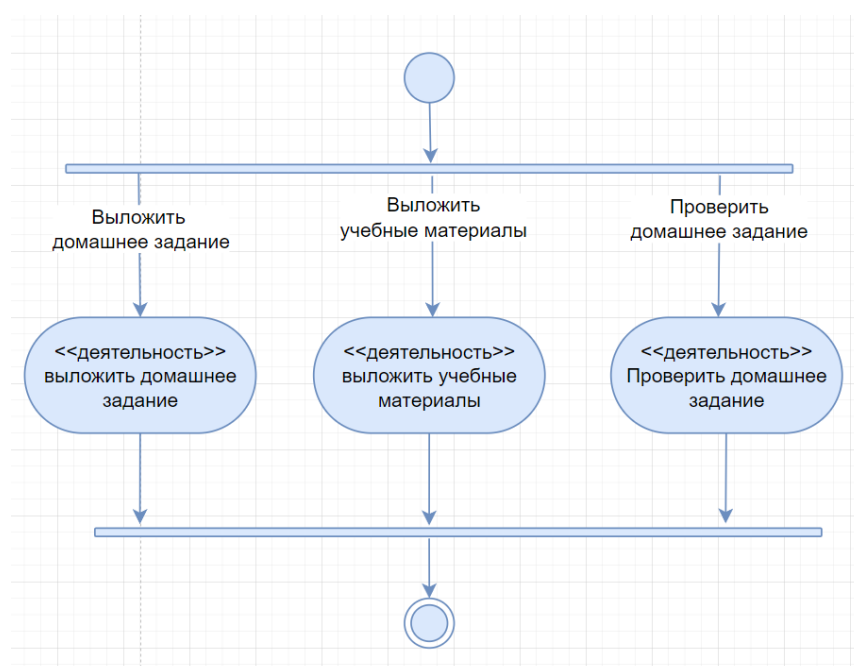 Выложить
домашнее задание
Выложить
учебные материалы
Проверить
домашнее задание
<<деятельность>>
выложить домашнее
задание
<<деятельность>>
выложить учебные
материалы
<<деятельность>>
Проверить домашнее
задание